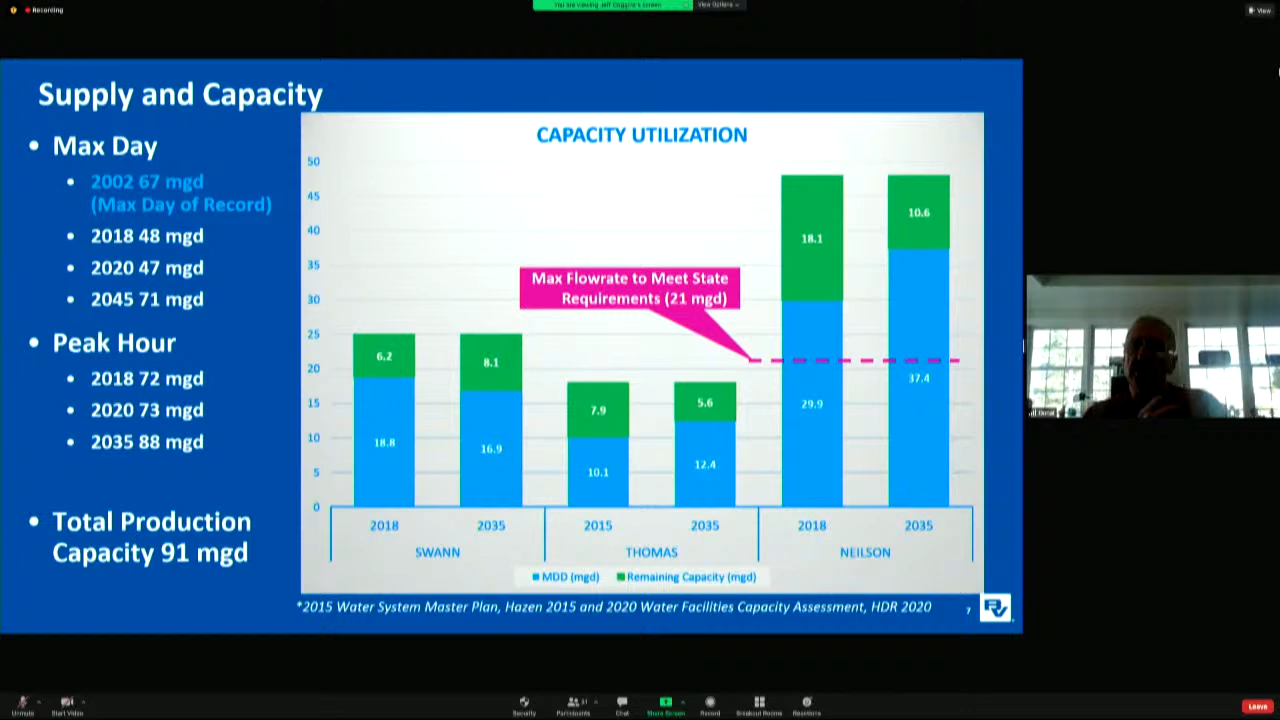 Recording
You are viewing Jeff Coggins's screen
View Options
View
Supply and Capacity
• Max Day
• 2002 67 mgd
(Max Day of Record)
• 2018 48 mgd
• 2020 47 mgd
• 2045 71 mgd
• Peak Hour
• 2018 72 mgd
• 2020 73 mgd
• 2035 88 mgd
• Total Production
Capacity 91 mgd
CAPACITY UTILIZATION
50
45
40
35
30
25
20
15
10
5
0
Max Flowrate to Meet State
Requirements (21 mgd)
6.2
18.8
8.1
16.9
7.9
10.1
5.6
12.4
18.1
29.9
10.6
37.4
2018
2035
2015
2035
2018
2035
SWANN
THOMAS
NEILSON
MDD (mgd)
Remaining Capacity (mgd)
*2015 Water System Master Plan, Hazen 2015 and 2020 Water Facilities Capacity Assessment, HDR 2020
7
Unmute
Start Video
Security
Participants
31
Chat
Share Screen
Record
Breakout Rooms
Reactions
Leave